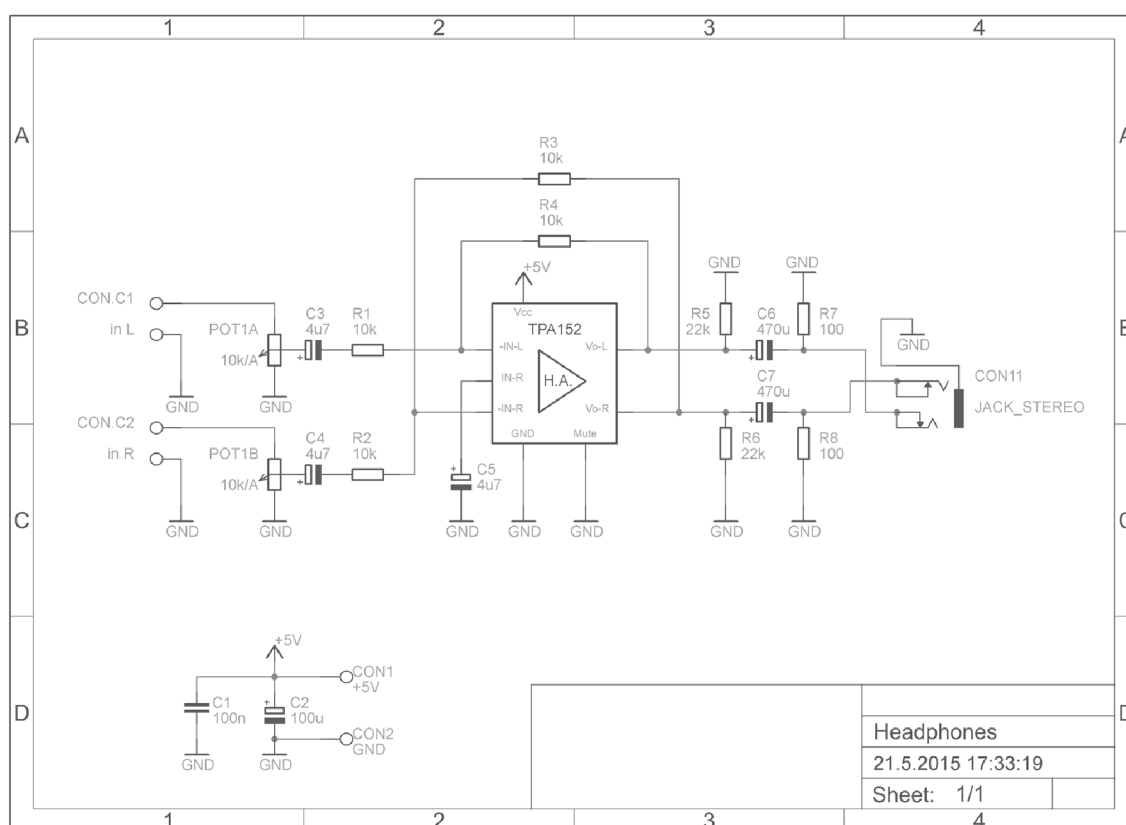 1 2 3 4
A A
R3
10k
R4
10k
+5V
GND GND
CON.C1
in L
B B
POT1A
10k/A
C3
4u7
+
R1
10k
Vcc
TPA152
-IN-L
Vo-L
IN-R
H.A.
-IN-R
Vo-R
GND Mute
R5
22k
C6
470u
+
R7
100
GND
C7
470u
+
CON11
JACK_STEREO
GND GND
CON.C2
in R
POT1B
10k/A
C4
4u7
+
R2
10k
+
C5
4u7
R6
22k
R8
100
C C
GND GND GND GND GND GND GND
+5V
CON1
+5V
C1
100n
+
C2
100u
CON2
GND
GND GND
D D
Headphones
21.5.2015 17:33:19
Sheet: 1/1
1 2 3 4